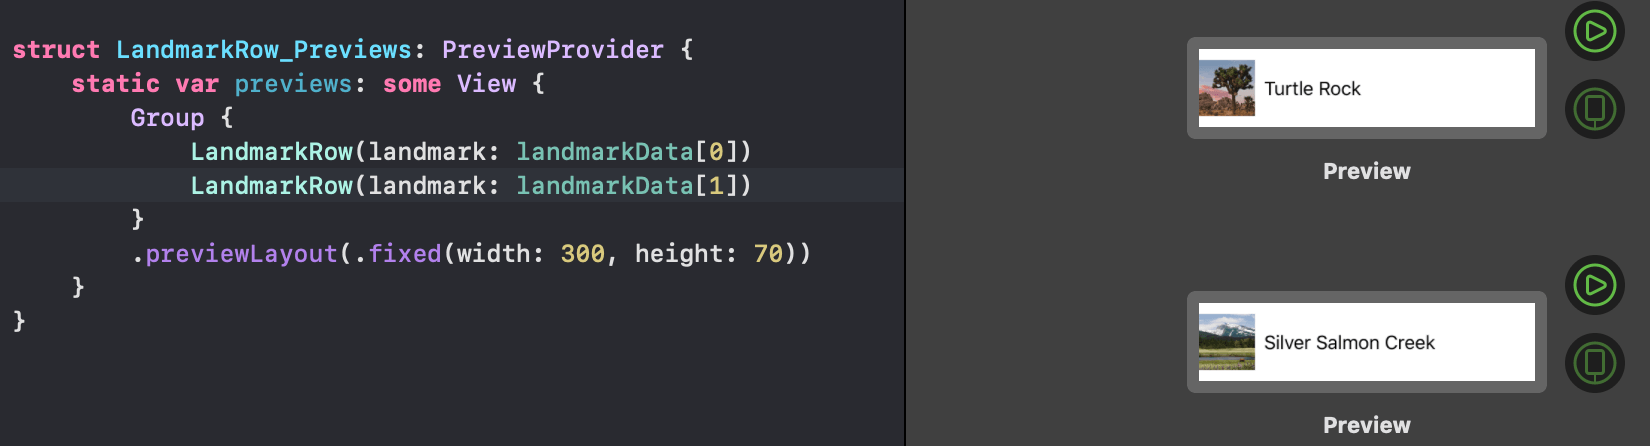 struct LandmarkRow_Previews: PreviewProvider {
static var previews: some View {
Group {
LandmarkRow(landmark: landmarkData[0])
LandmarkRow(landmark: landmarkData[1])
}
.previewLayout(.fixed(width: 300, height: 70))
}
}
Turtle Rock
Preview
Silver Salmon Creek
Preview